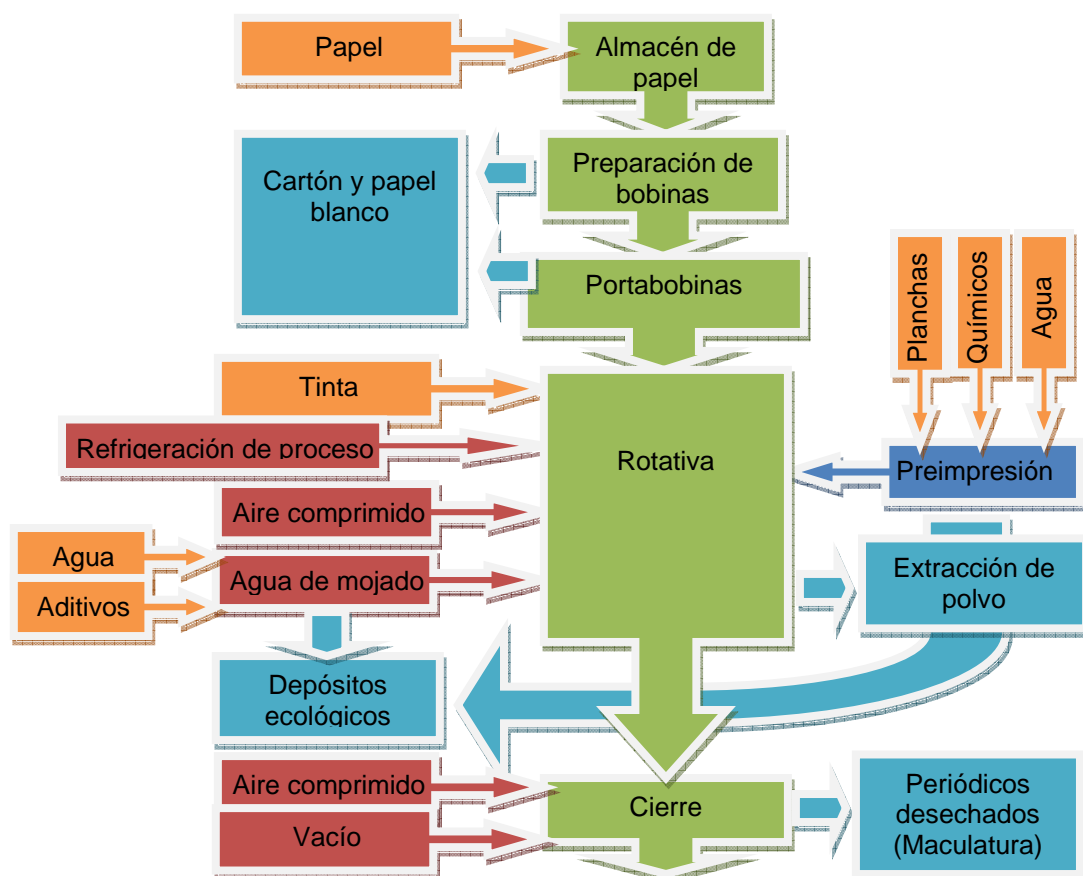 Papel
Almacén de
papel
Cartón y papel
blanco
Preparación de
bobinas
Portabobinas
Planchas
Químicos
Agua
Tinta
Refrigeración de proceso
Rotativa
Preimpresión
Aire comprimido
Agua
Aditivos
Agua de mojado
Extracción de
polvo
Depósitos
ecológicos
Aire comprimido
Vacío
Cierre
Periódicos
desechados
(Maculatura)